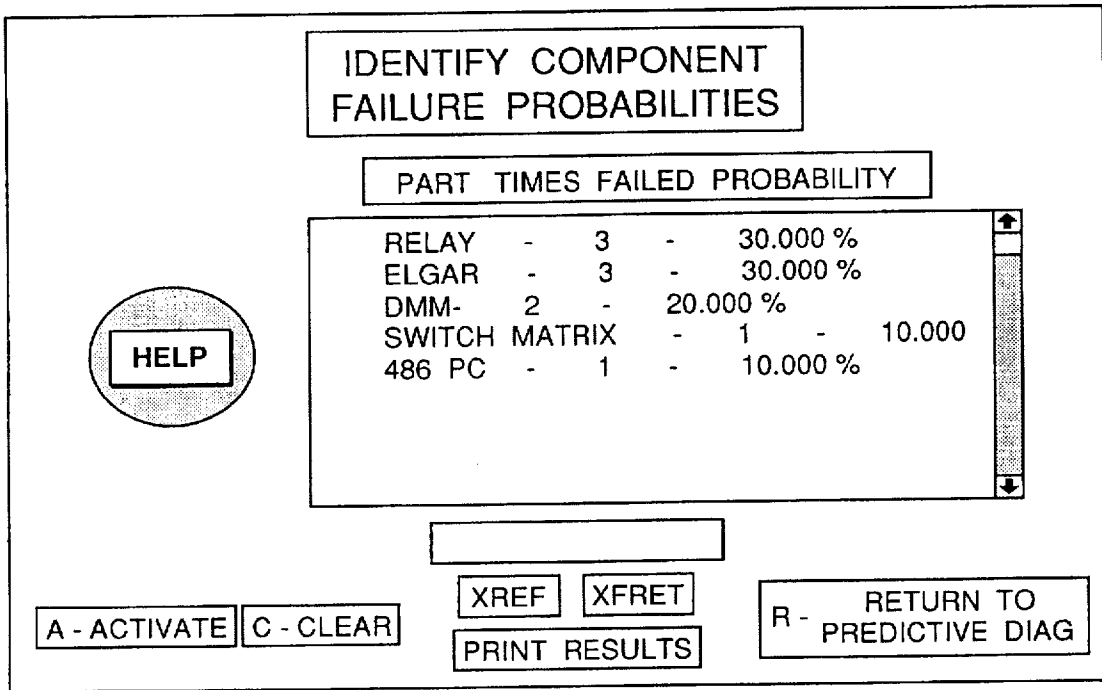 IDENTIFY COMPONENT
FAILURE PROBABILITIES
PART TIMES FAILED PROBABILITY
RELAY - 3 - 30.000 %
ELGAR - 3 - 30.000 %
DMM- 2 - 20.000 %
SWITCH MATRIX - 1 - 10.000
486 PC - 1 - 10.000 %
HELP
A - ACTIVATE
C - CLEAR
XREF
XFRET
PRINT RESULTS
R - RETURN TO
PREDICTIVE DIAG